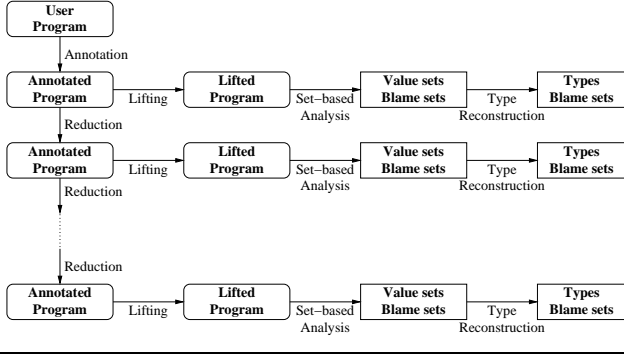 User
Program
Annotation
Annotated
Program
Lifting
Lifted
Program
Set−based
Analysis
Value sets
Blame sets
Type
Reconstruction
Types
Blame sets
Reduction
Annotated
Program
Lifting
Lifted
Program
Set−based
Analysis
Value sets
Blame sets
Type
Reconstruction
Types
Blame sets
Reduction
Reduction
Annotated
Program
Lifting
Lifted
Program
Set−based
Analysis
Value sets
Blame sets
Type
Reconstruction
Types
Blame sets